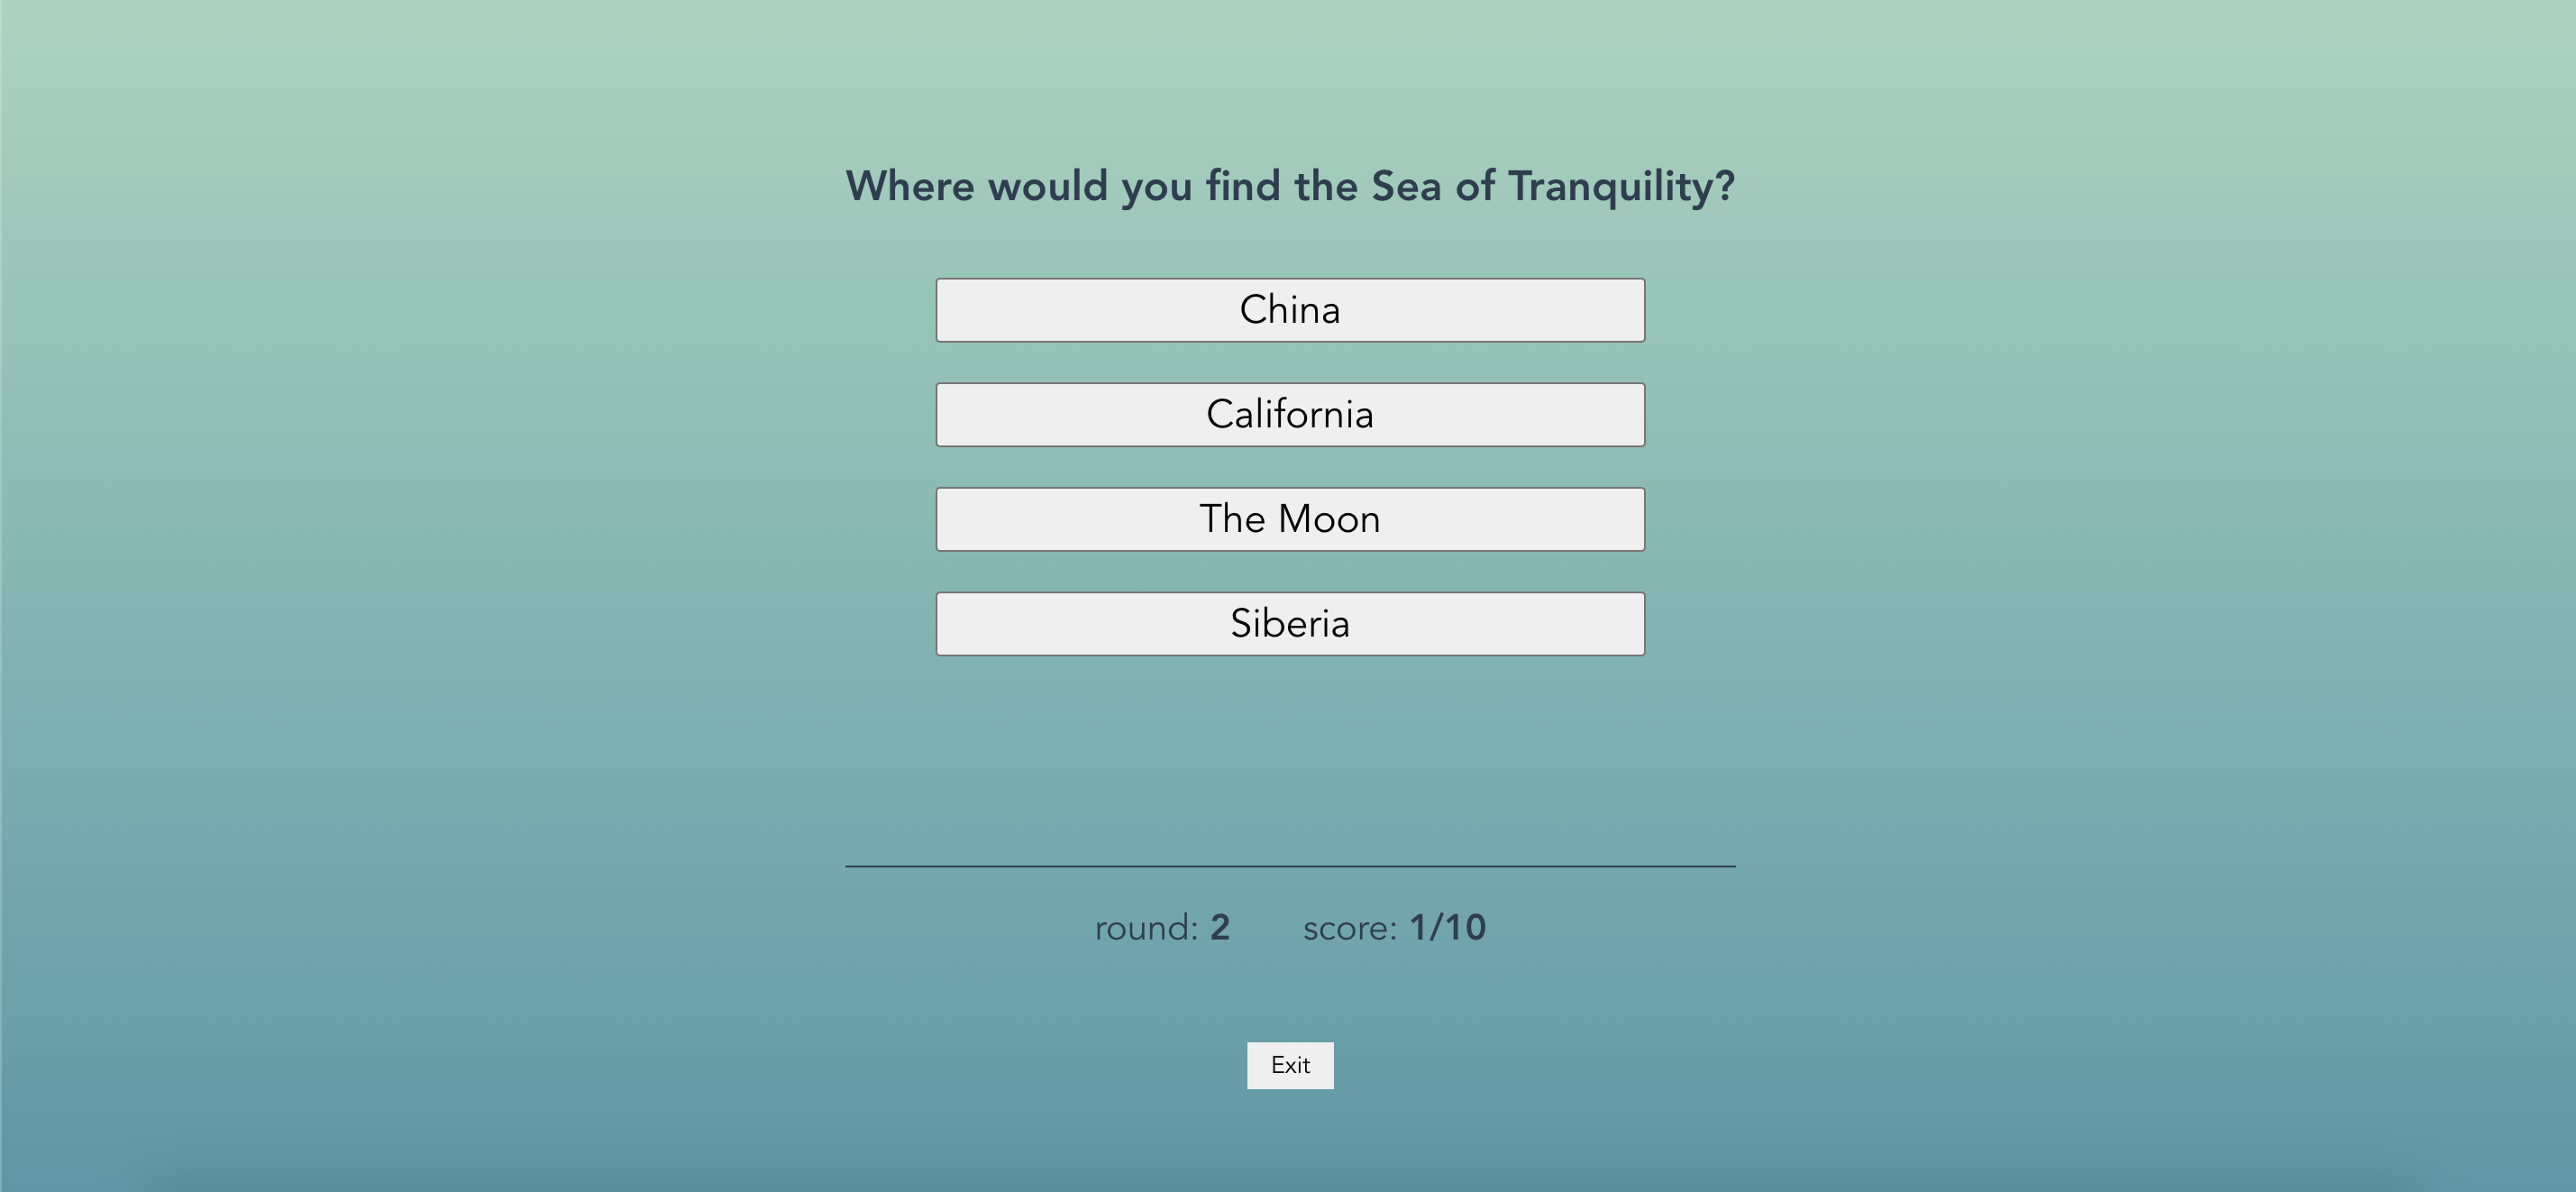 Where would you find the Sea of Tranquility?
China
California
The Moon
Siberia
round: 2 score: 1/10
Exit